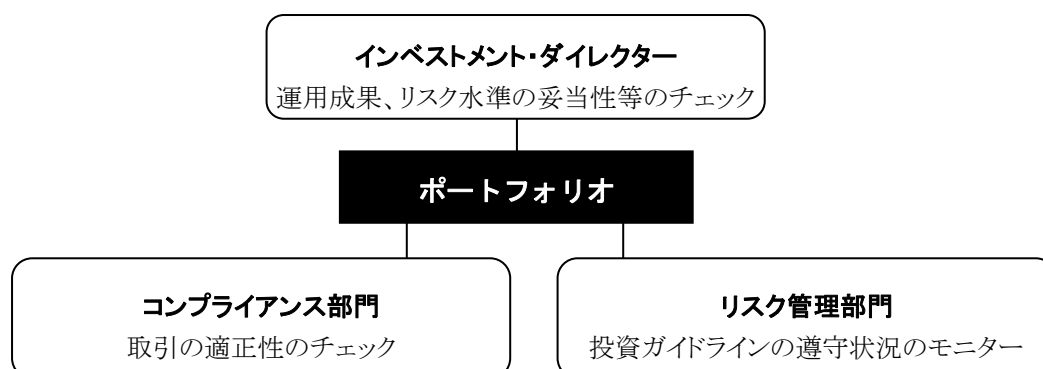 インベストメント・ダイレクター
運用成果、リスク水準の妥当性等のチェック
ポートフォリオ
コンプライアンス部門
取引の適正性のチェック
リスク管理部門
投資ガイドラインの遵守状況のモニター